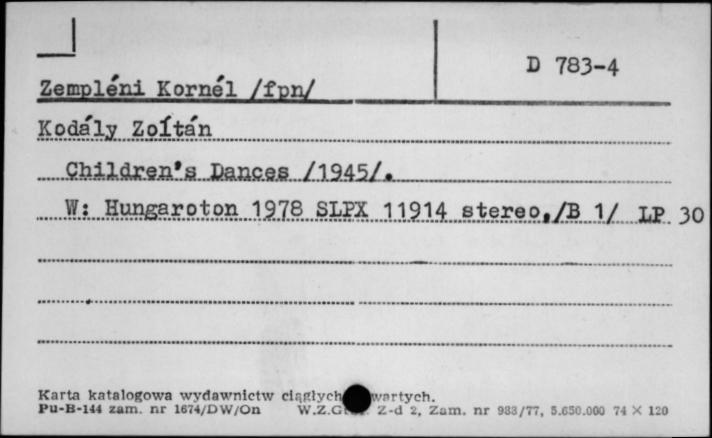 D 783-4
Zempléni Kornél /fpn/
Kodály Zoltán
Children's Dances /1945/.
W: Hungaroton 1978 SLPX 11914 stereo,/B 1/ LP 30
Karta katalogowa wydawnictw ciągłych wartych.
Pu-B-144 zam. nr 1674/DW/On W.Z.G Z-d 2, Zam. nr 988/77, 5.650.000 74 × 120